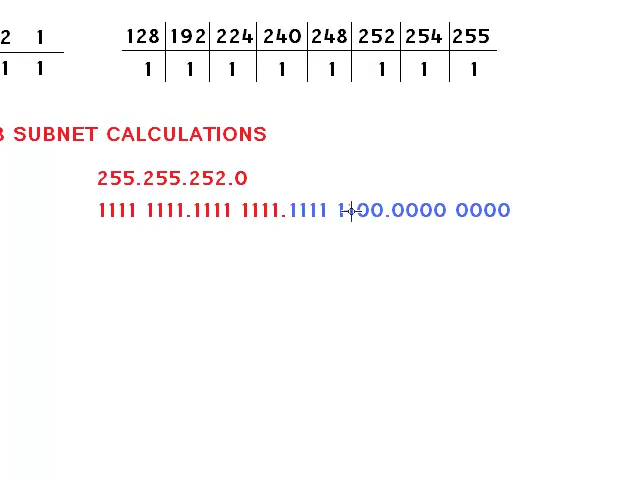 2 1 128 192 224 240 248 252 254 255
1 1 1 1 1 1 1 1 1 1
SUBNET CALCULATIONS
255.255.252.0
1111 1111.1111 1111.1111 1100.0000 0000